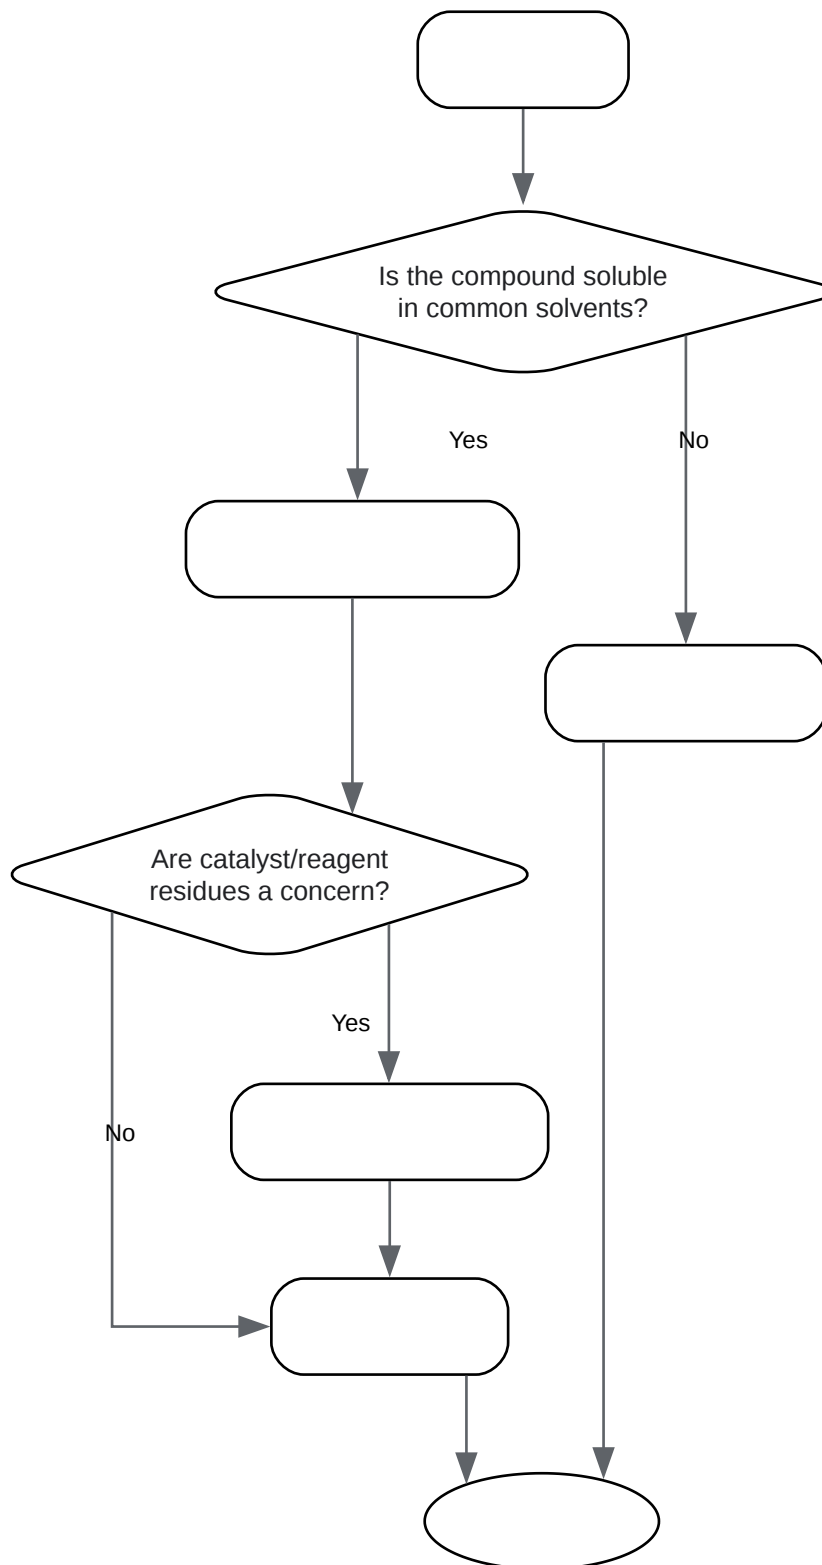 Is the compound soluble
in common solvents?
Yes
No
Are catalyst/reagent
residues a concern?
Yes
No